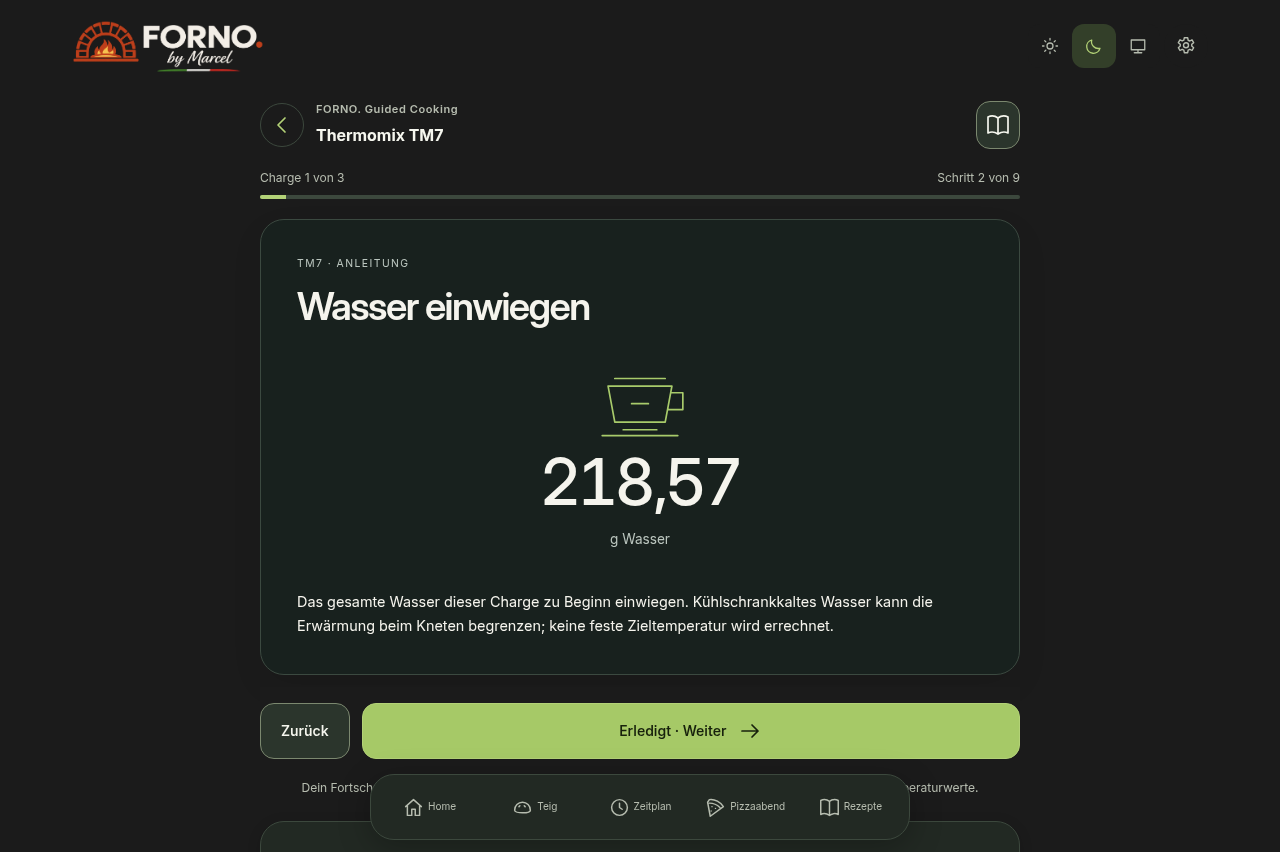 FORNO.
by Marcel
FORNO. Guided Cooking
Thermomix TM7
Charge 1 von 3
Schritt 2 von 9
TM7 · ANLEITUNG
Wasser einwiegen
218,57
g Wasser
Das gesamte Wasser dieser Charge zu Beginn einwiegen. Kühlschrankkaltes Wasser kann die
Erwärmung beim Kneten begrenzen; keine feste Zieltemperatur wird errechnet.
Zurück
Erledigt · Weiter
Dein
Home
Teig
Zeitplan
Pizzaabend
Rezepte